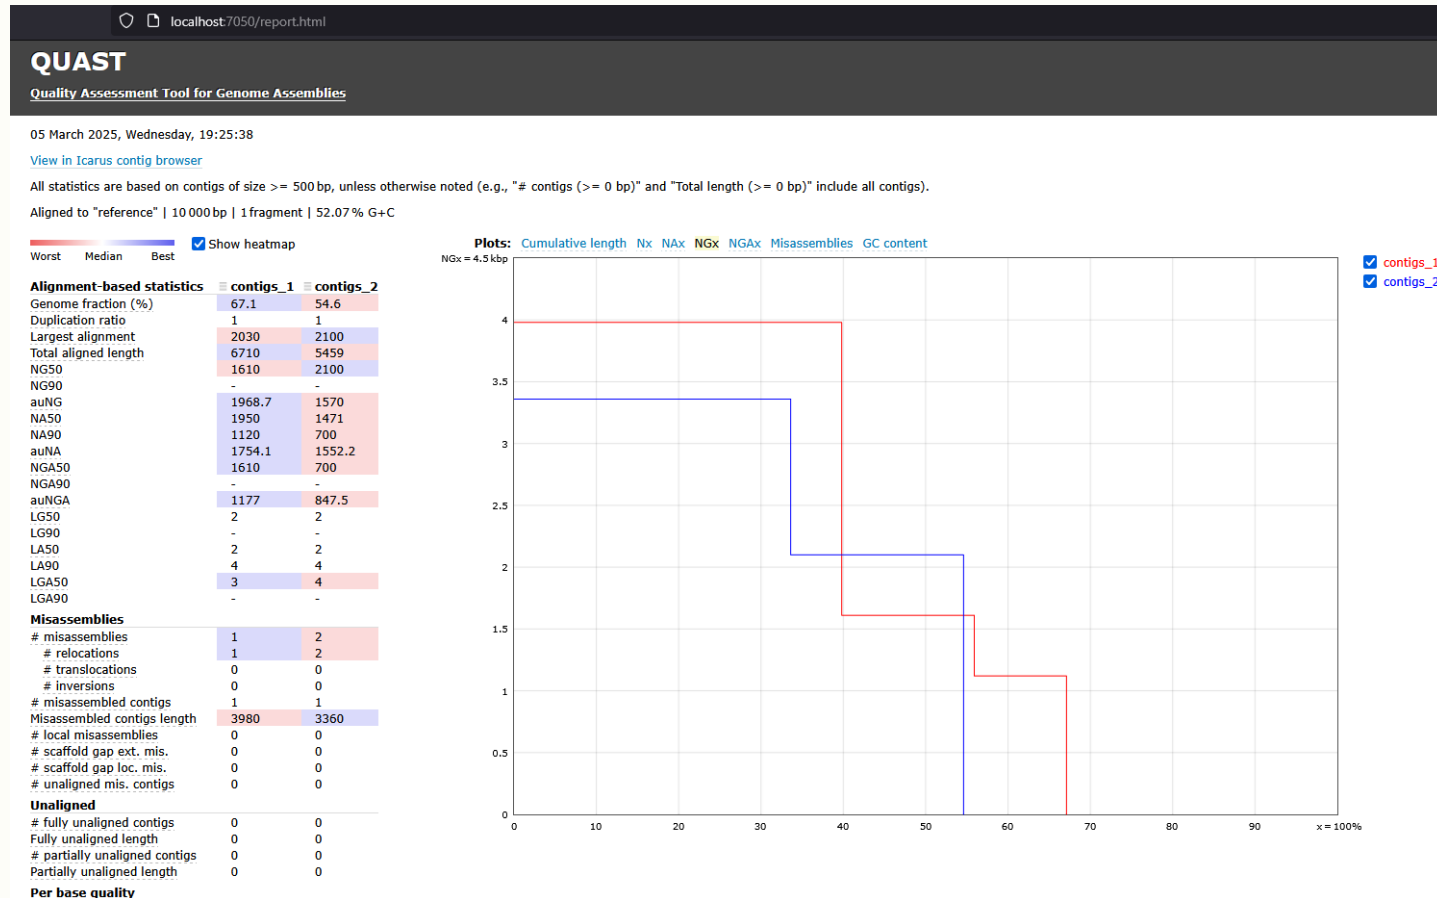 localhost:7050/report.html
QUAST
Quality Assessment Tool for Genome Assemblies
05 March 2025, Wednesday, 19:25:38
View in Icarus contig browser
All statistics are based on contigs of size >= 500 bp, unless otherwise noted (e.g., "# contigs (>= 0 bp)" and "Total length (>= 0 bp)" include all contigs).
Aligned to "reference" | 10 000 bp | 1 fragment | 52.07 % G+C
Worst Median Best
Show heatmap
Alignment-based statistics contigs_1 contigs_2
Genome fraction (%) 67.1 54.6
Duplication ratio 1 1
Largest alignment 2030 2100
Total aligned length 6710 5459
NG50 1610 2100
NG90 - -
auNG 1968.7 1570
NA50 1950 1471
NA90 1120 700
auNA 1754.1 1552.2
NGA50 1610 700
NGA90 - -
auNGA 1177 847.5
LG50 2 2
LG90 - -
LA50 2 2
LA90 4 4
LGA50 3 4
LGA90 - -
Misassemblies
# misassemblies 1 2
# relocations 1 2
# translocations 0 0
# inversions 0 0
# misassembled contigs 1 1
Misassembled contigs length 3980 3360
# local misassemblies 0 0
# scaffold gap ext. mis. 0 0
# scaffold gap loc. mis. 0 0
# unaligned mis. contigs 0 0
Unaligned
# fully unaligned contigs 0 0
Fully unaligned length 0 0
# partially unaligned contigs 0 0
Partially unaligned length 0 0
Per base quality
Plots: Cumulative length Nx NAx NGx NGAx Misassemblies GC content
NGx = 4.5 kbp
4
3.5
3
2.5
2
1.5
1
0.5
0
0 10 20 30 40 50 60 70 80 90 x = 100%
contigs_1
contigs_2